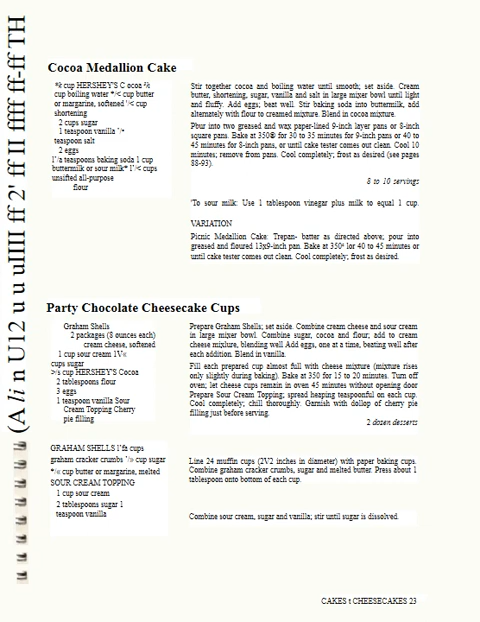 Cocoa Medallion Cake
cup HERSHEY'S C ocoa
cup boiling water cup butter
or margarine, softened cup
shortening
2 cups sugar
1 teaspoon vanilla
teaspoon salt
2 eggs
teaspoons baking soda 1 cup
buttermilk or sour milk* cups
unsifted all-purpose
flour
Stir together cocoa and boiling water until smooth; set aside. Cream
butter, shortening, sugar, vanilla and salt in large mixer bowl until light
and fluffy. Add eggs; beat well. Stir baking soda into buttermilk, add
alternately with flour to creamed mixture. Blend in cocoa mixture.
Pbur into two greased and wax paper-lined 9-inch layer pans or 8-inch
square pans. Bake at 350® for 30 to 35 minutes for 9-inch pans or 40 to
45 minutes for 8-inch pans, or until cake tester comes out clean. Cool 10
minutes; remove from pans. Cool completely; frost as desired (see pages
88-93).
8 to 10 servings
'To sour milk: Use 1 tablespoon vinegar plus milk to equal 1 cup.
VARIATION
Picnic Medallion Cake: Trepan- batter as directed above; pour into
greased and floured 13x9-inch pan. Bake at 350° lor 40 to 45 minutes or
until cake tester comes out clean. Cool completely; frost as desired.
Party Chocolate Cheesecake Cups
Graham Shells
2 packages (8 ounces each)
cream cheese, softened
1 cup sour cream
cups sugar
cup HERSHEY'S Cocoa
2 tablespoons flour
3 eggs
1 teaspoon vanilla Sour
Cream Topping Cherry
pie filling
Prepare Graham Shells; set aside. Combine cream cheese and sour cream
in large mixer bowl. Combine sugar, cocoa and flour; add to cream
cheese mixlure, blending well Add eggs, one at a time, beating well after
each addition. Blend in vanilla.
Fill each prepared cup almost full with cheese mixture (mixture rises
only slightly during baking). Bake at 350 for 15 to 20 minutes. Turn off
oven; let cheese cups remain in oven 45 minutes without opening door
Prepare Sour Cream Topping; spread heaping teaspoonful on each cup.
Cool completely; chill thoroughly. Garnish with dollop of cherry pie
filling just before serving.
2 dozen desserts
GRAHAM SHELLS cups
graham cracker crumbs cup sugar
cup butter or margarine, melted
Line 24 muffin cups (2V2 inches in diameter) with paper baking cups.
Combine graham cracker crumbs, sugar and melted butter. Press about 1
tablespoon onto bottom of each cup.
SOUR CREAM TOPPING
1 cup sour cream
2 tablespoons sugar 1
teaspoon vanilla
Combine sour cream, sugar and vanilla; stir until sugar is dissolved.
CAKES t CHEESECAKES 23